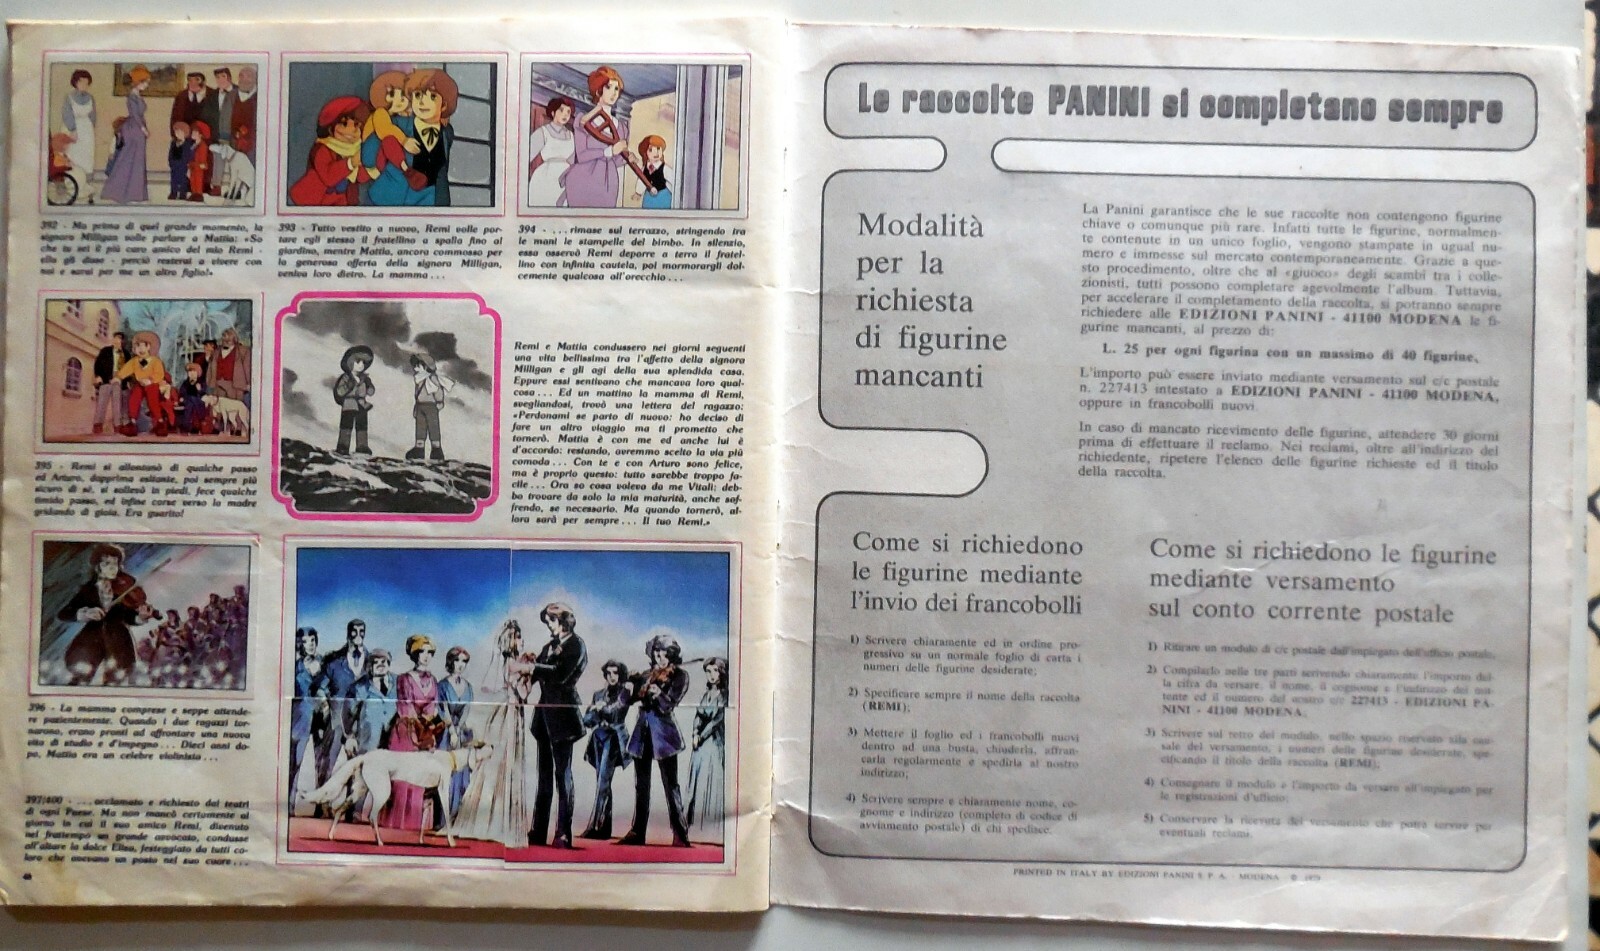 392 - Ma prima di quel grande momento, la
signora Milligan volle parlare a Mattia: «So
che tu sei il più caro amico del mio Remi -
ella gli disse - perciò resterai a vivere con
noi e sarai per me un altro figlio!»
393 - Tutto vestito a nuovo, Remi volle por-
tare egli stesso il fratellino a spalla fino al
giardino, mentre Mattia, ancora commosso per
la generosa offerta della signora Milligan,
veniva loro dietro. La mamma...
394 - ...rimase sul terrazzo, stringendo tra
le mani le stampelle del bimbo. In silenzio,
essa osservò Remi deporre a terra il fratel-
lino con infinita cautela, poi mormorargli dol-
cemente qualcosa all'orecchio...
395 - Remi si allontanò di qualche passo
ed Arturo, dapprima esitante, poi sempre più
sicuro di sé, si sollevò in piedi, fece qualche
timido passo, ed infine corse verso la madre
gridando di gioia. Era guarito!
Remi e Mattia condussero nei giorni seguenti
una vita bellissima tra l'affetto della signora
Milligan e gli agi della sua splendida casa.
Eppure essi sentivano che mancava loro qual-
cosa... Ed un mattino la mamma di Remi,
svegliandosi, trovò una lettera del ragazzo:
«Perdonami se parto di nuovo: ho deciso di
fare un altro viaggio ma ti prometto che
tornerò. Mattia è con me ed anche lui è
d'accordo: restando, avremmo scelto la via più
comoda... Con te e con Arturo sono felice,
ma è proprio questo: tutto sarebbe troppo fa-
cile... Ora so cosa voleva da me Vitali: deb-
bo trovare da solo la mia maturità, anche sof-
frendo, se necessario. Ma quando tornerò, al-
lora sarà per sempre... Il tuo Remi.»
396 - La mamma comprese e seppe attende-
re pazientemente. Quando i due ragazzi tor-
narono, erano pronti ad affrontare una nuova
vita di studio e d'impegno... Dieci anni do-
po, Mattia era un celebre violinista...
397/400 - ...acclamato e richiesto dai teatri
di ogni Paese. Ma non mancò certamente al
giorno in cui il suo amico Remi, divenuto
nel frattempo un grande avvocato, condusse
all'altare la dolce Elisa, festeggiato da tutti co-
loro che avevano un posto nel suo cuore...
48
Le raccolte PANINI si completano sempre
Modalità
per la
richiesta
di figurine
mancanti
La Panini garantisce che le sue raccolte non contengono figurine
chiave o comunque più rare. Infatti tutte le figurine, normalmen-
te contenute in un unico foglio, vengono stampate in ugual nu-
mero e immesse sul mercato contemporaneamente. Grazie a que-
sto procedimento, oltre che al «giuoco» degli scambi tra i colle-
zionisti, tutti possono completare agevolmente l'album. Tuttavia,
per accelerare il completamento della raccolta, si potranno sempre
richiedere alle EDIZIONI PANINI - 41100 MODENA le fi-
gurine mancanti, al prezzo di:
L. 25 per ogni figurina con un massimo di 40 figurine.
L'importo può essere inviato mediante versamento sul c/c postale
n. 227413 intestato a EDIZIONI PANINI - 41100 MODENA,
oppure in francobolli nuovi.
In caso di mancato ricevimento delle figurine, attendere 30 giorni
prima di effettuare il reclamo. Nei reclami, oltre all'indirizzo del
richiedente, ripetere l'elenco delle figurine richieste ed il titolo
della raccolta.
Come si richiedono
le figurine mediante
l'invio dei francobolli
1) Scrivere chiaramente ed in ordine pro-
gressivo su un normale foglio di carta i
numeri delle figurine desiderate;
2) Specificare sempre il nome della raccolta
(REMI);
3) Mettere il foglio ed i francobolli nuovi
dentro ad una busta, chiuderla, affran-
carla regolarmente e spedirla al nostro
indirizzo;
4) Scrivere sempre e chiaramente nome, co-
gnome e indirizzo (completo di codice di
avviamento postale) di chi spedisce.
Come si richiedono le figurine
mediante versamento
sul conto corrente postale
1) Ritirare un modulo di c/c postale dall'impiegato dell'ufficio postale.
2) Compilarlo nelle tre parti scrivendo chiaramente l'importo del-
la cifra da versare, il nome, il cognome e l'indirizzo del mit-
tente ed il numero del nostro c/c 227413 - EDIZIONI PA-
NINI - 41100 MODENA;
3) Scrivere sul retro del modulo, nello spazio riservato alla cau-
sale del versamento, i numeri delle figurine desiderate, spe-
cificando il titolo della raccolta (REMI);
4) Consegnare il modulo e l'importo da versare all'impiegato per
le registrazioni d'ufficio;
5) Conservare la ricevuta del versamento che potrà servire per
eventuali reclami.
PRINTED IN ITALY BY EDIZIONI PANINI S.P.A. - MODENA © 1979